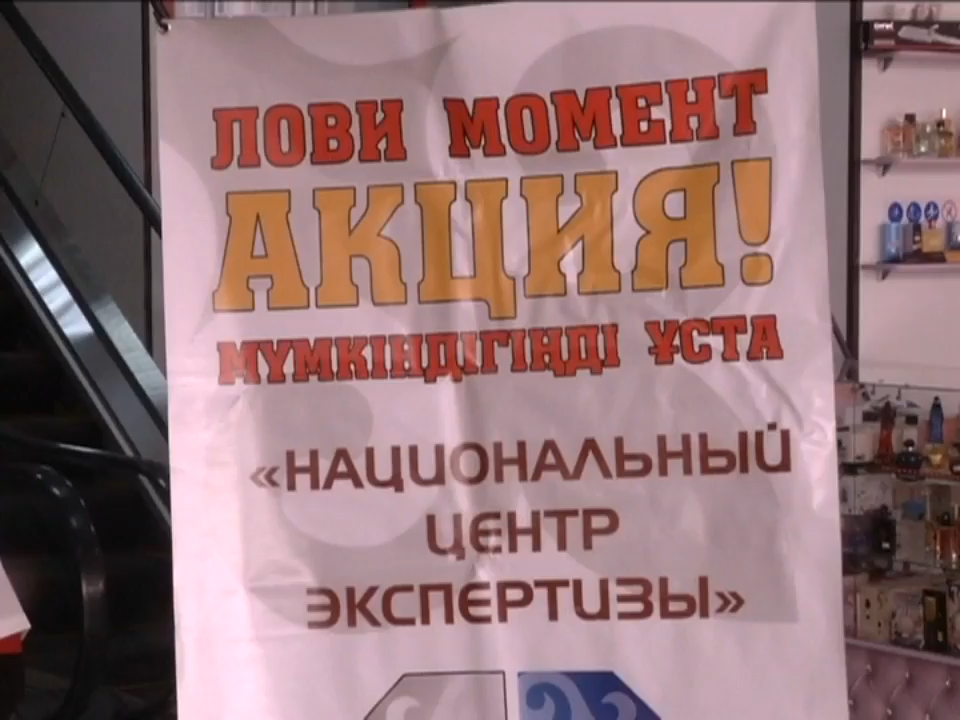 ЛОВИ МОМЕНТ
АКЦИЯ!
МҮМКІНДІГІҢДІ ҰСТА
«НАЦИОНАЛЬНЫЙ
ЦЕНТР
ЭКСПЕРТИЗЫ»